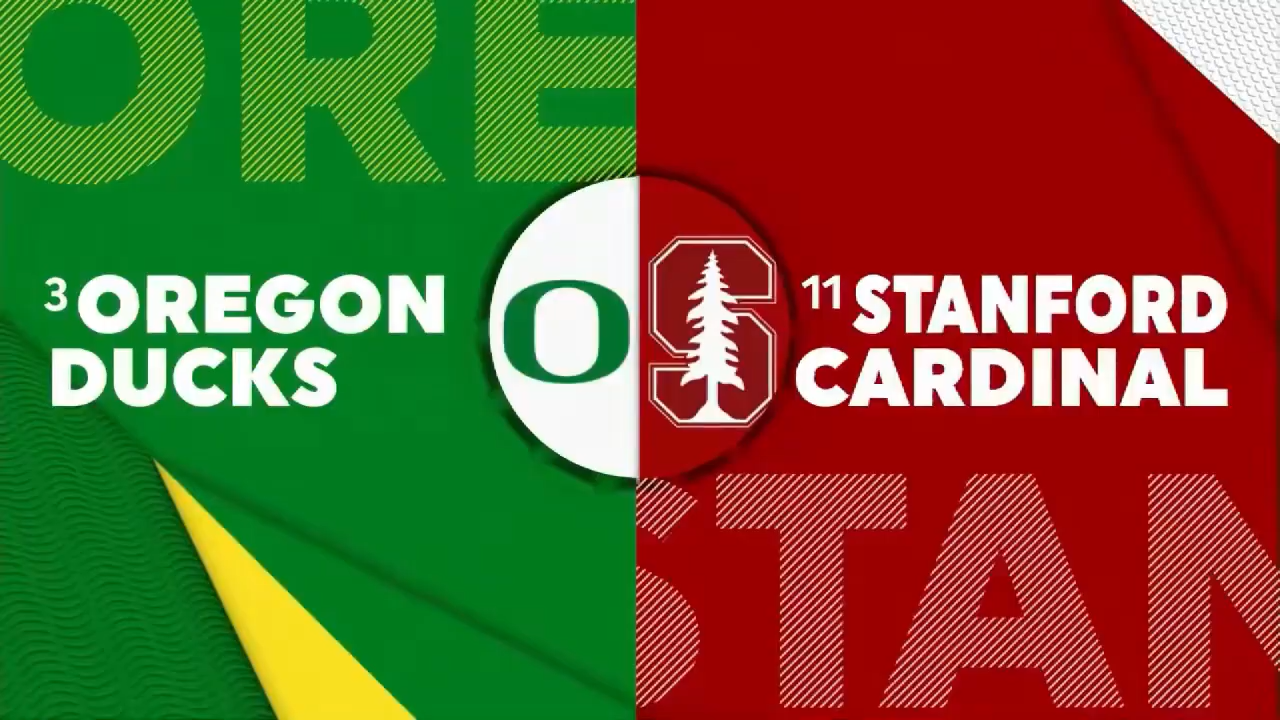 ORE
3 OREGON
DUCKS
O
S
11 STANFORD
CARDINAL
STAN